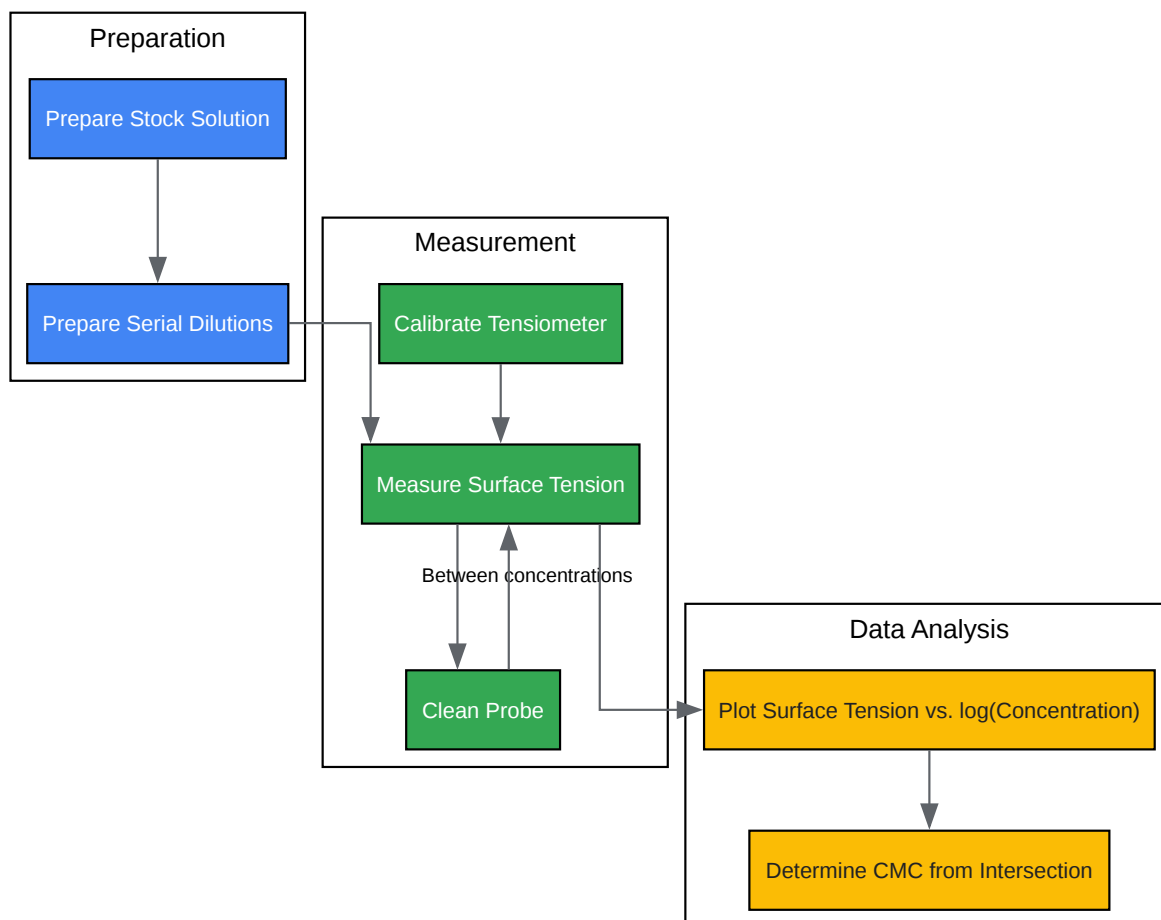 Preparation
Prepare Stock Solution
Prepare Serial Dilutions
Measurement
Calibrate Tensiometer
Measure Surface Tension
Between concentrations
Clean Probe
Data Analysis
Plot Surface Tension vs. log(Concentration)
Determine CMC from Intersection